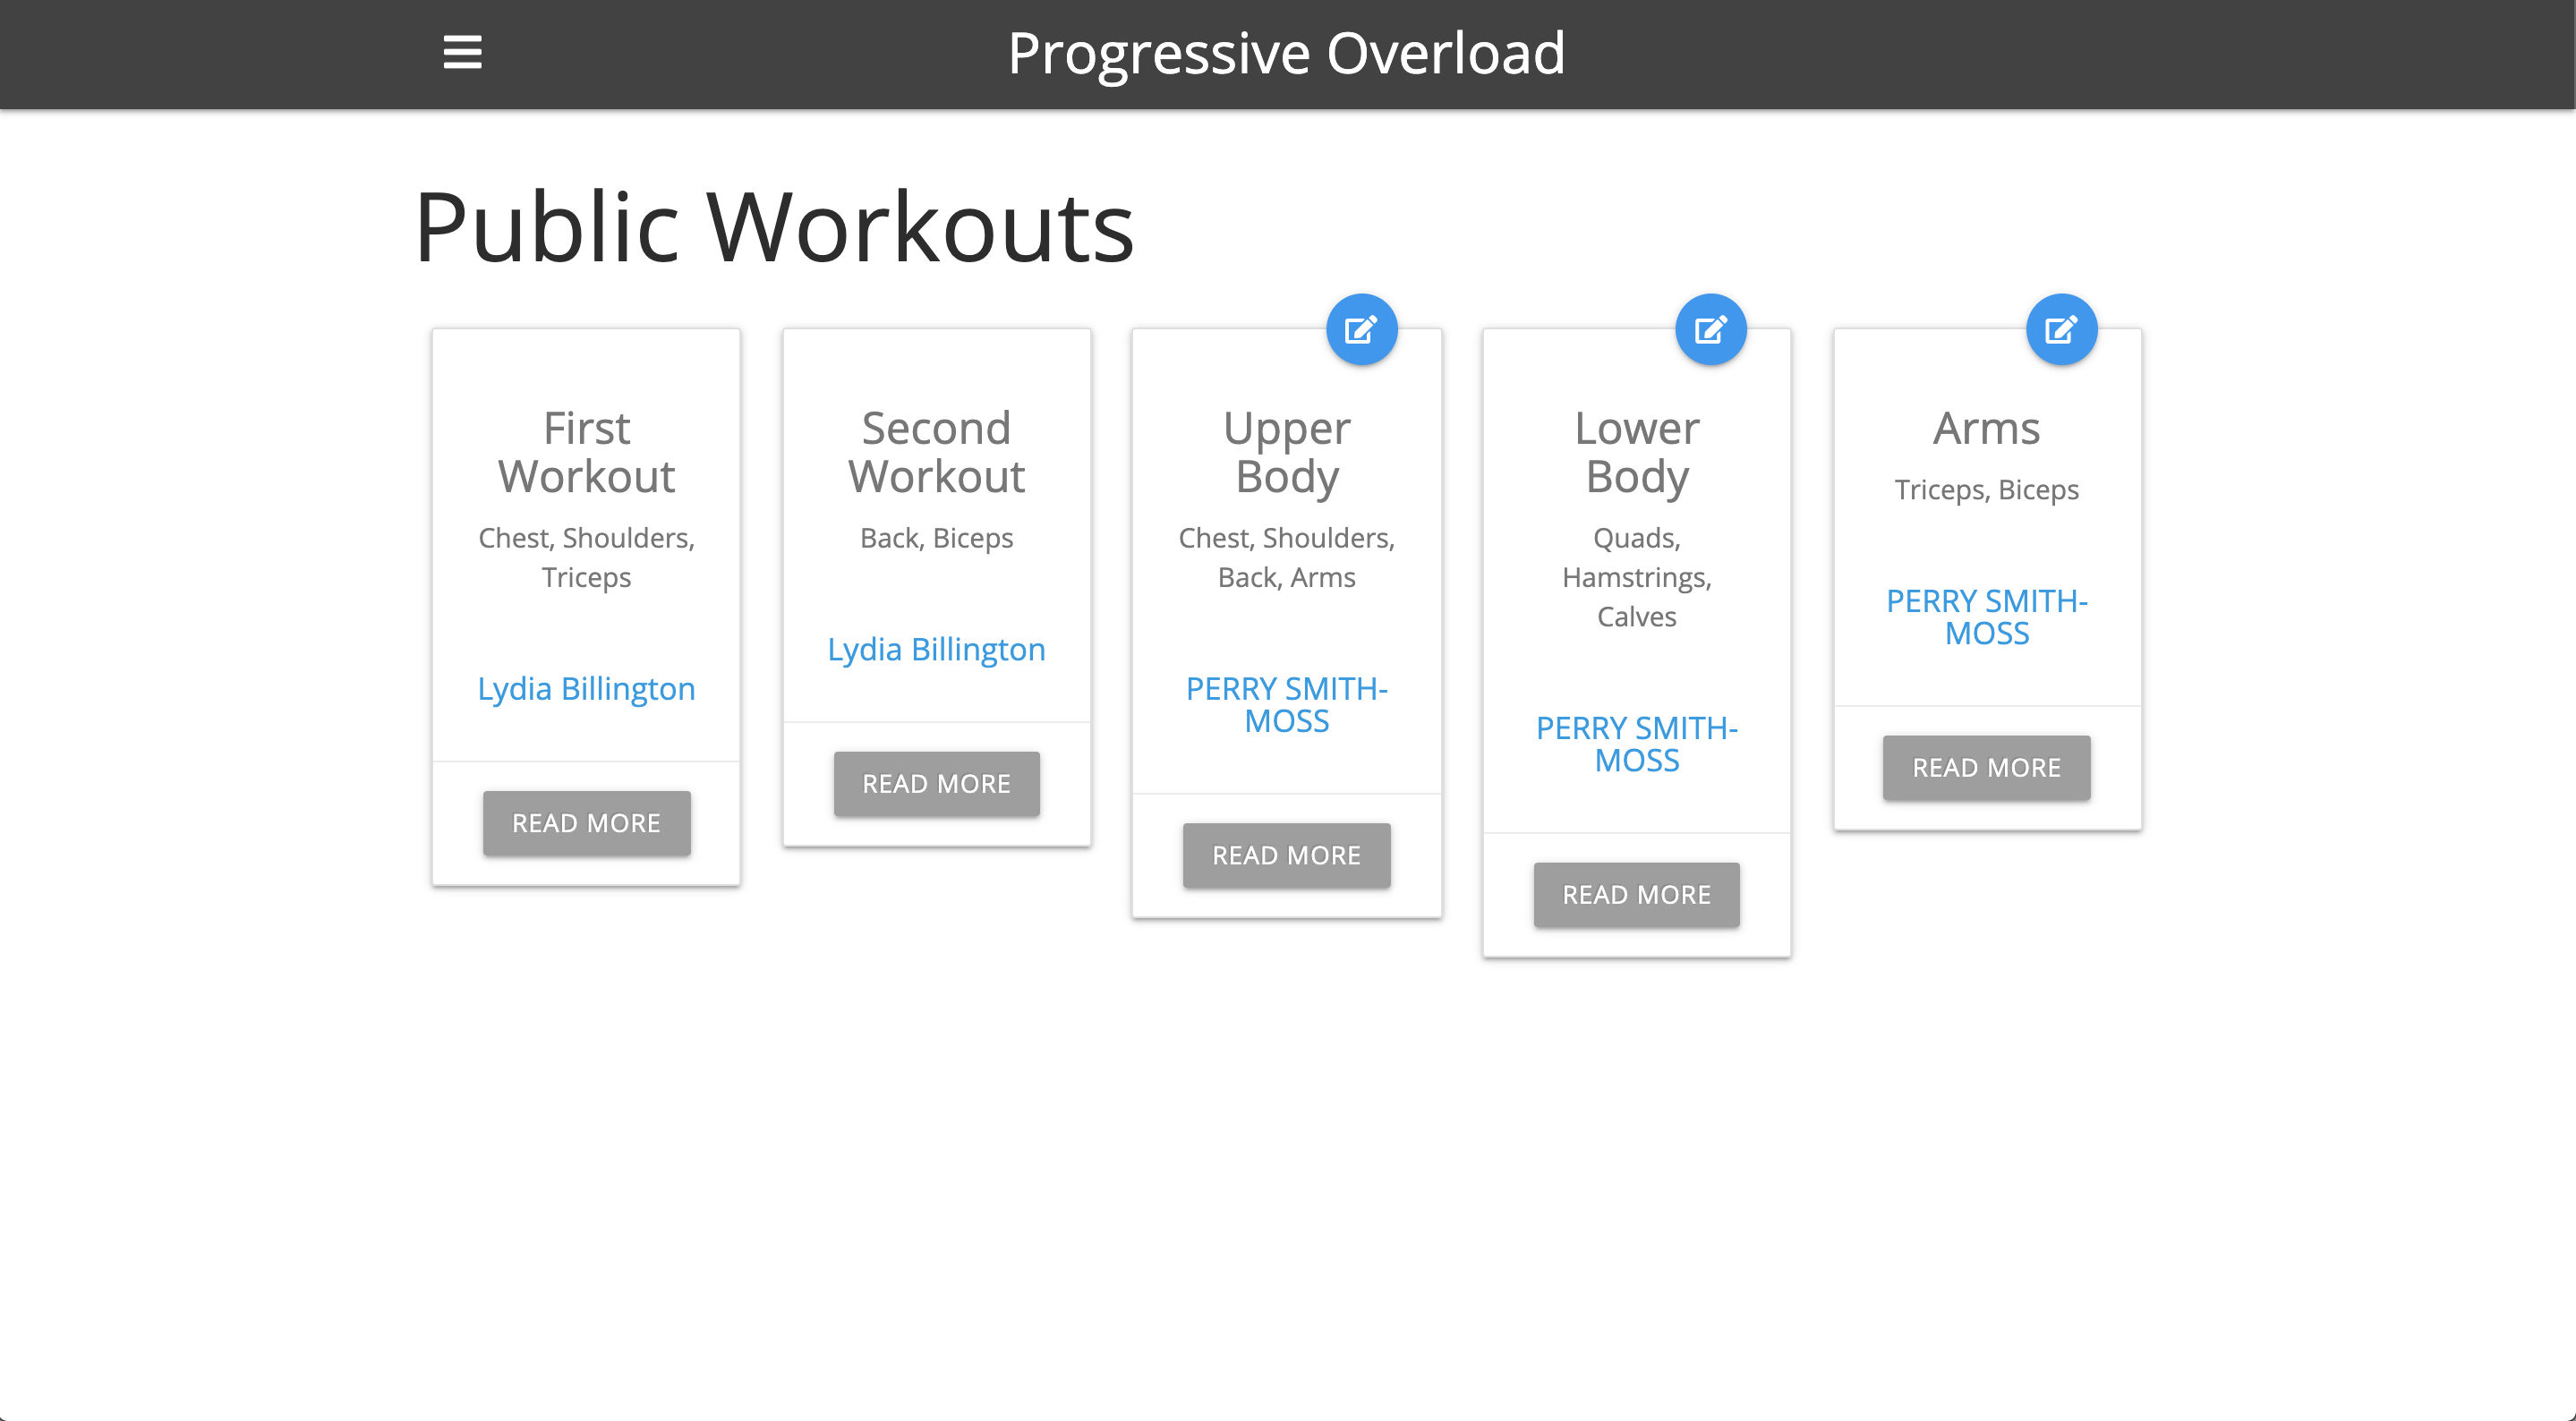 Progressive Overload
Public Workouts
First
Workout
Chest, Shoulders,
Triceps
Lydia Billington
READ MORE
Second
Workout
Back, Biceps
Lydia Billington
READ MORE
Upper
Body
Chest, Shoulders,
Back, Arms
PERRY SMITH-
MOSS
READ MORE
Lower
Body
Quads,
Hamstrings,
Calves
PERRY SMITH-
MOSS
READ MORE
Arms
Triceps, Biceps
PERRY SMITH-
MOSS
READ MORE